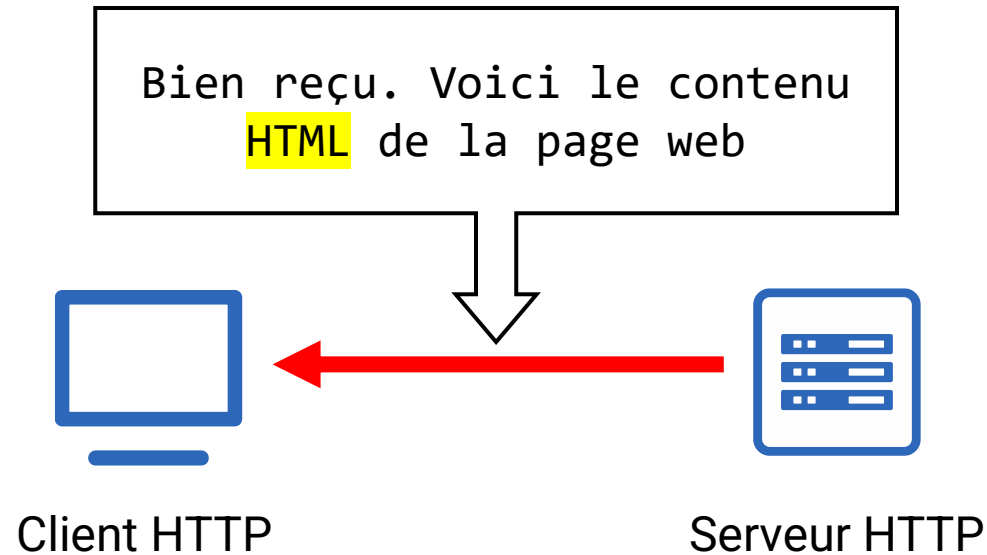 Bien reçu. Voici le contenu
HTML de la page web
Client HTTP
Serveur HTTP